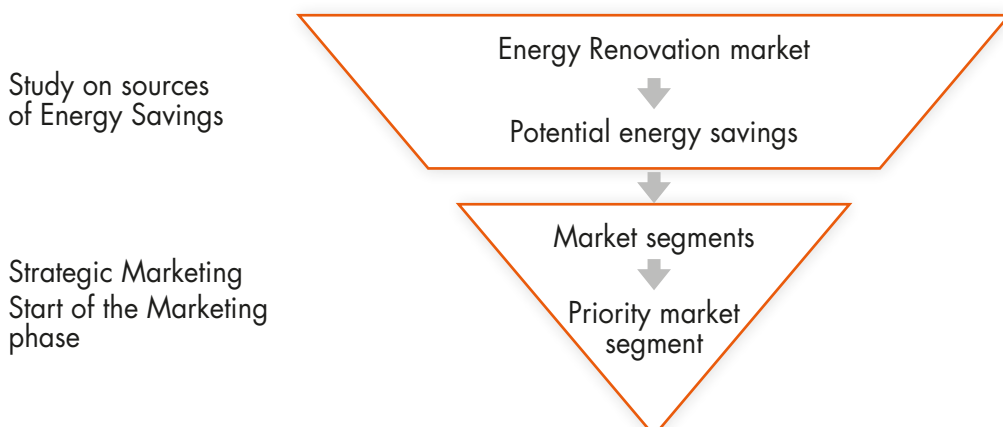 Energy Renovation market
Study on sources
of Energy Savings
Potential energy savings
Market segments
Strategic Marketing
Start of the Marketing
phase
Priority market
segment